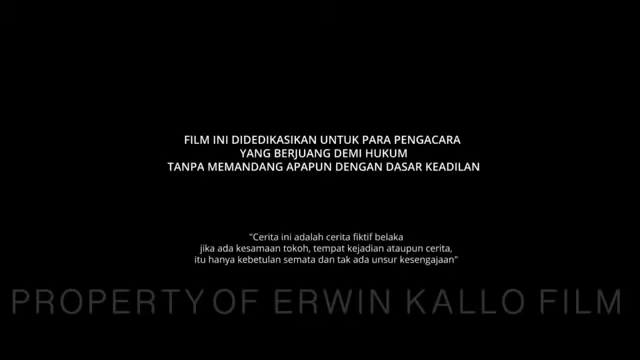 FILM INI DIDEDIKASIKAN UNTUK PARA PENGACARA
YANG BERJUANG DEMI HUKUM
TANPA MEMANDANG APAPUN DENGAN DASAR KEADILAN
"Cerita ini adalah cerita fiktif belaka
jika ada kesamaan tokoh, tempat kejadian ataupun cerita,
itu hanya kebetulan semata dan tak ada unsur kesengajaan"
PROPERTY OF ERWIN KALLO FILM